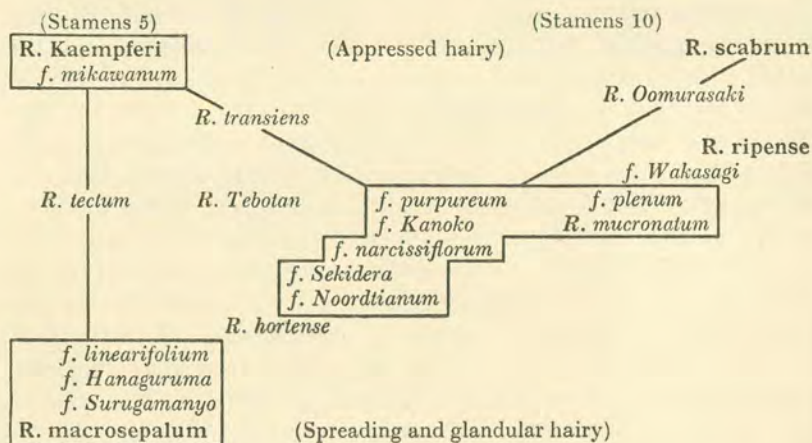 (Stamens 5) (Stamens 10)
R. Kaempferi (Appressed hairy) R. scabrum
f. mikawanum
R. Oomurasaki
R. transiens
R. ripense
f. Wakasagi
R. tectum R. Tebotan f. purpureum f. plenum
f. Kanoko R. mucronatum
f. narcissiflorum
f. Sekidera
f. Noordtianum
R. hortense
f. linearifolium
f. Hanaguruma
f. Surugamanyo
R. macrosepalum (Spreading and glandular hairy)